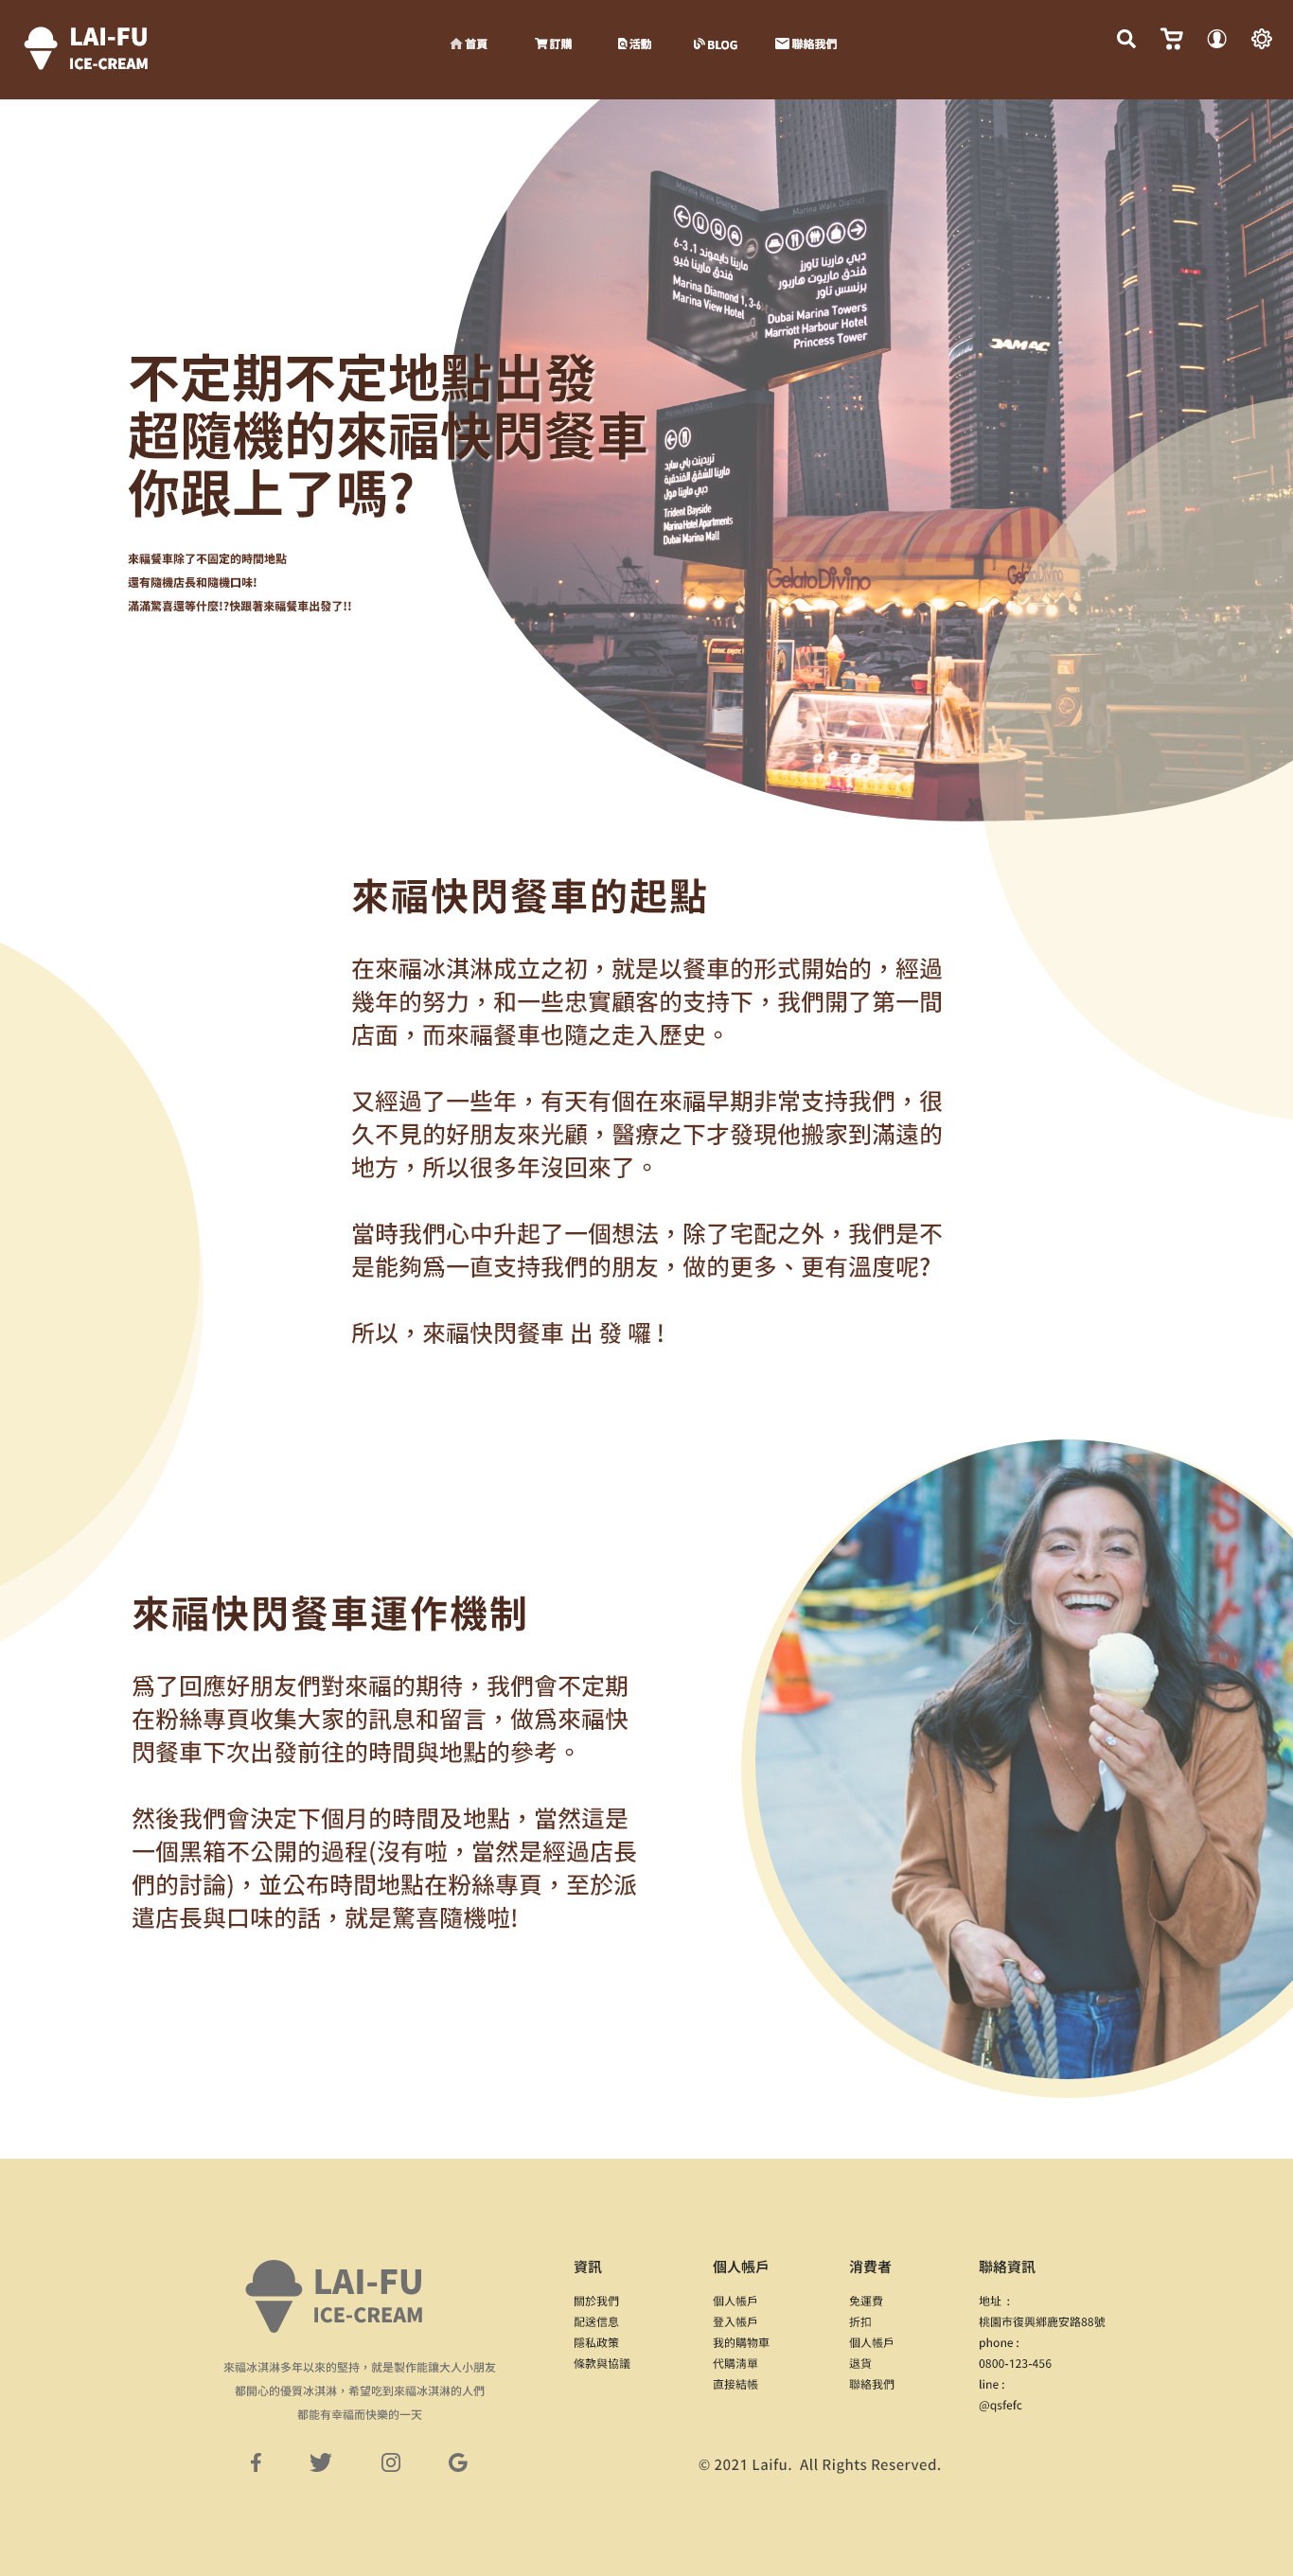 LAI-FU
ICE-CREAM
首頁
訂購
活動
BLOG
聯絡我們
Marina Walk District
Marina Walk District
مارينا دايموند 1، 3-6
فندق مارينا فيو
Marina Diamond 1, 3-6
Marina View Hotel
دبي مارينا تاورز
فندق ماريوت هاربور
برنسس تاور
Dubai Marina Towers
Marriott Harbour Hotel
Princess Tower
DAMAC
تريدينت باي سايد
مارينا للشقق الفندقية
دبي مارينا مول
Trident Bayside
Marina Hotel Apartments
Dubai Marina Mall
GelatoDivino
GelatoDivino
不定期不定地點出發
超隨機的來福快閃餐車
你跟上了嗎?
來福餐車除了不固定的時間地點
還有隨機店長和隨機口味!
滿滿驚喜還等什麼!?快跟著來福餐車出發了!!
來福快閃餐車的起點
在來福冰淇淋成立之初，就是以餐車的形式開始的，經過
幾年的努力，和一些忠實顧客的支持下，我們開了第一間
店面，而來福餐車也隨之走入歷史。
又經過了一些年，有天有個在來福早期非常支持我們，很
久不見的好朋友來光顧，醫療之下才發現他搬家到滿遠的
地方，所以很多年沒回來了。
當時我們心中升起了一個想法，除了宅配之外，我們是不
是能夠為一直支持我們的朋友，做的更多、更有溫度呢?
所以，來福快閃餐車 出 發 囉 !
來福快閃餐車運作機制
為了回應好朋友們對來福的期待，我們會不定期
在粉絲專頁收集大家的訊息和留言，做為來福快
閃餐車下次出發前往的時間與地點的參考。
然後我們會決定下個月的時間及地點，當然這是
一個黑箱不公開的過程(沒有啦，當然是經過店長
們的討論)，並公布時間地點在粉絲專頁，至於派
遣店長與口味的話，就是驚喜隨機啦!
LAI-FU
ICE-CREAM
來福冰淇淋多年以來的堅持，就是製作能讓大人小朋友
都開心的優質冰淇淋，希望吃到來福冰淇淋的人們
都能有幸福而快樂的一天
資訊
關於我們
配送信息
隱私政策
條款與協議
個人帳戶
個人帳戶
登入帳戶
我的購物車
代購清單
直接結帳
消費者
免運費
折扣
個人帳戶
退貨
聯絡我們
聯絡資訊
地址 :
桃園市復興鄉鹿安路88號
phone :
0800-123-456
line :
@qsfefc
© 2021 Laifu. All Rights Reserved.